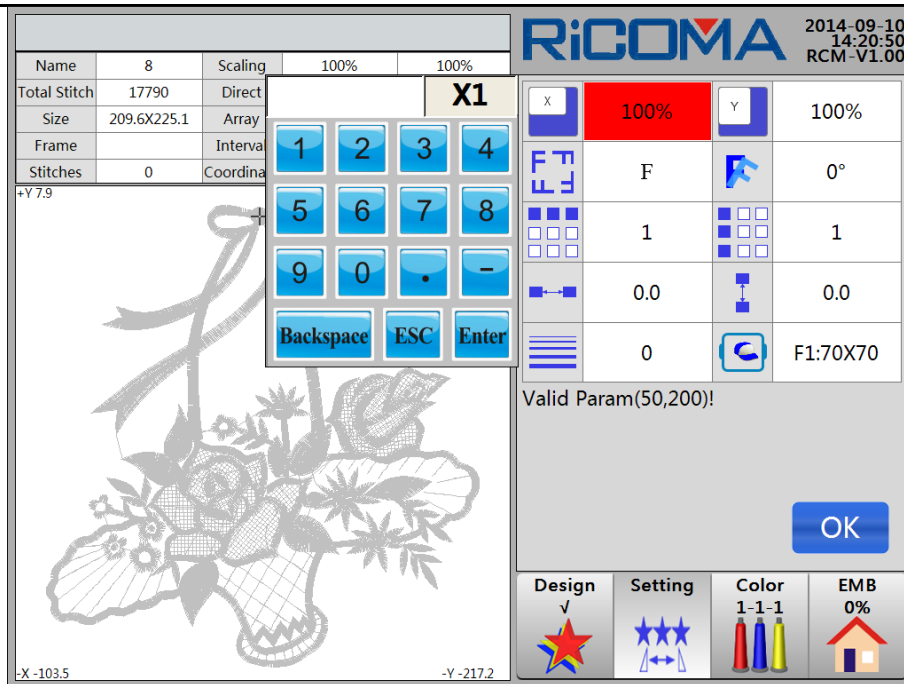 RiCOMA
2014-09-10
14:20:50
RCM-V1.00
Name 8 Scaling 100% 100%
Total Stitch 17790 Direct
Size 209.6X225.1 Array
Frame Interval
Stitches 0 Coordina
X1
1 2 3 4
5 6 7 8
9 0 . -
Backspace ESC Enter
X 100% Y 100%
F F F F F F 0°
1 1
0.0 0.0
0 F1:70X70
Valid Param(50,200)!
OK
+Y 7.9
-X -103.5 -Y -217.2
Design Setting Color EMB
√ 1-1-1 0%